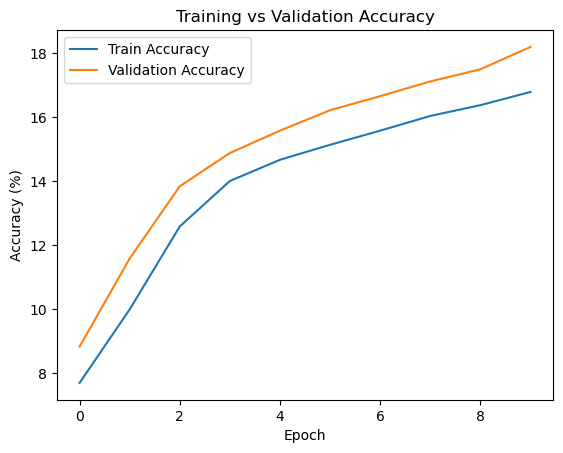 Training vs Validation Accuracy
Train Accuracy
Validation Accuracy
18
16
14
12
10
8
Accuracy (%)
0 2 4 6 8
Epoch